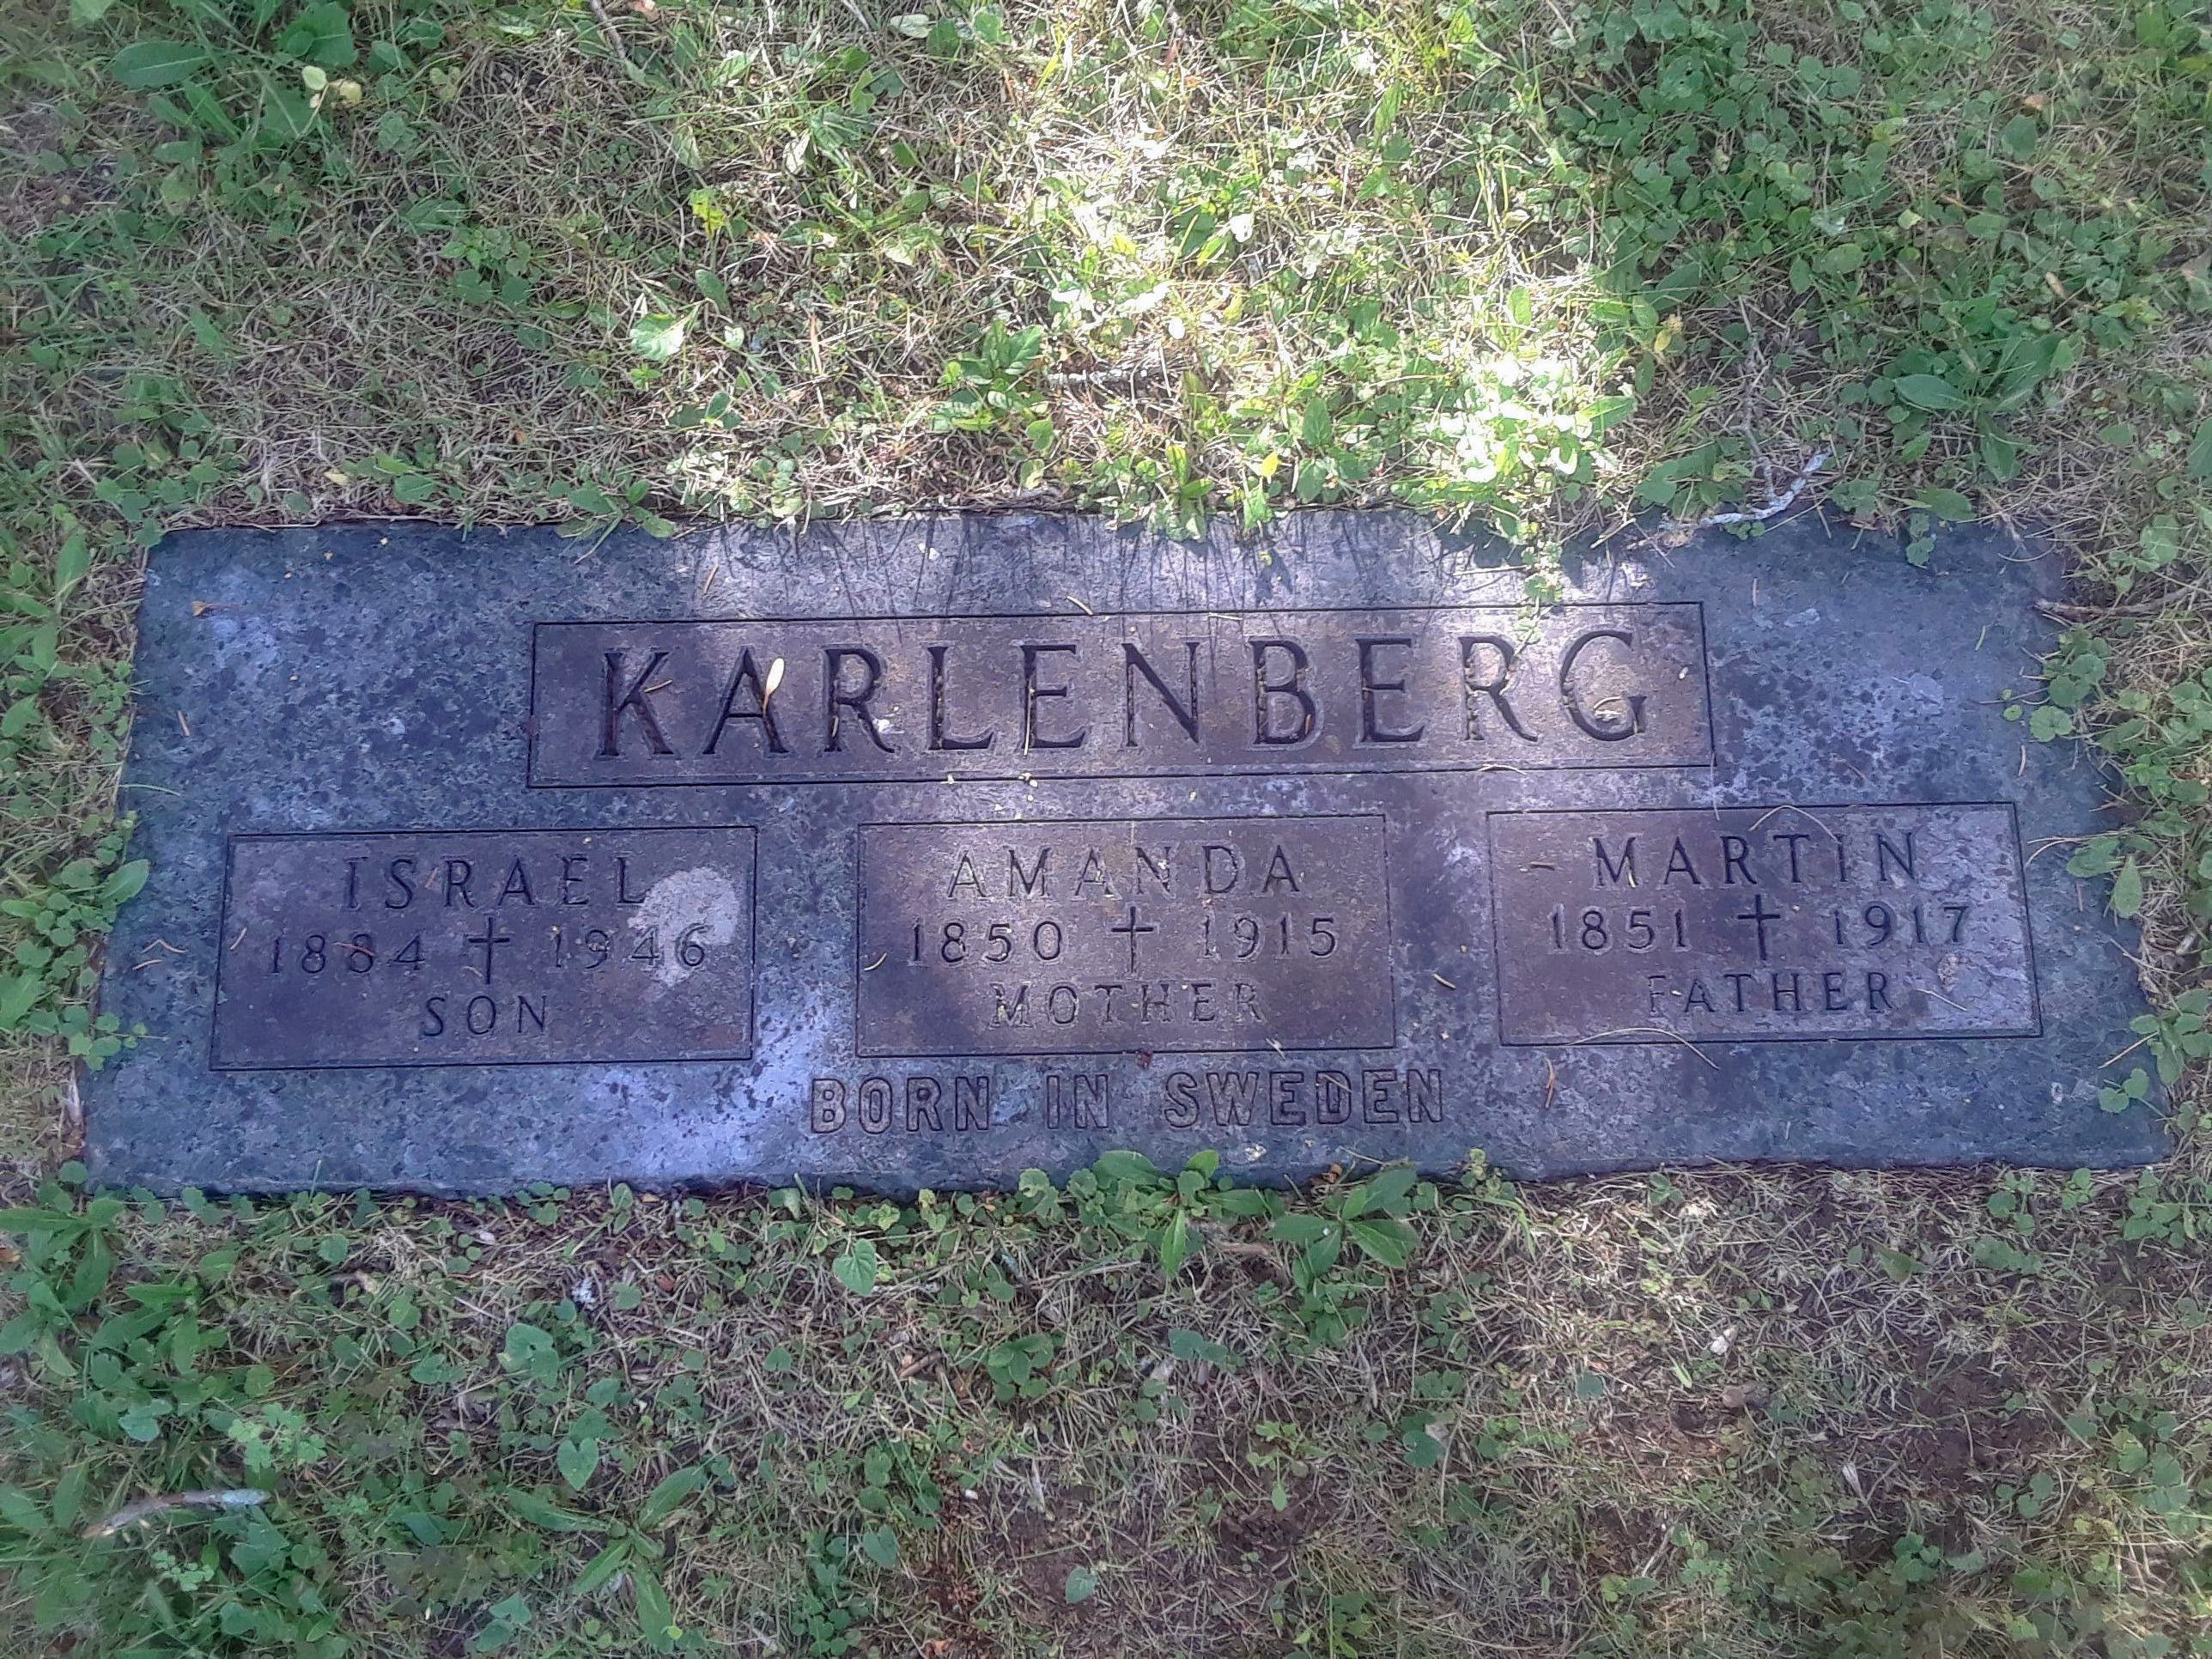 KARLENBERG
ISRAEL
1884 † 1946
SON
AMANDA
1850 † 1915
MOTHER
MARTIN
1851 † 1917
FATHER
BORN IN SWEDEN